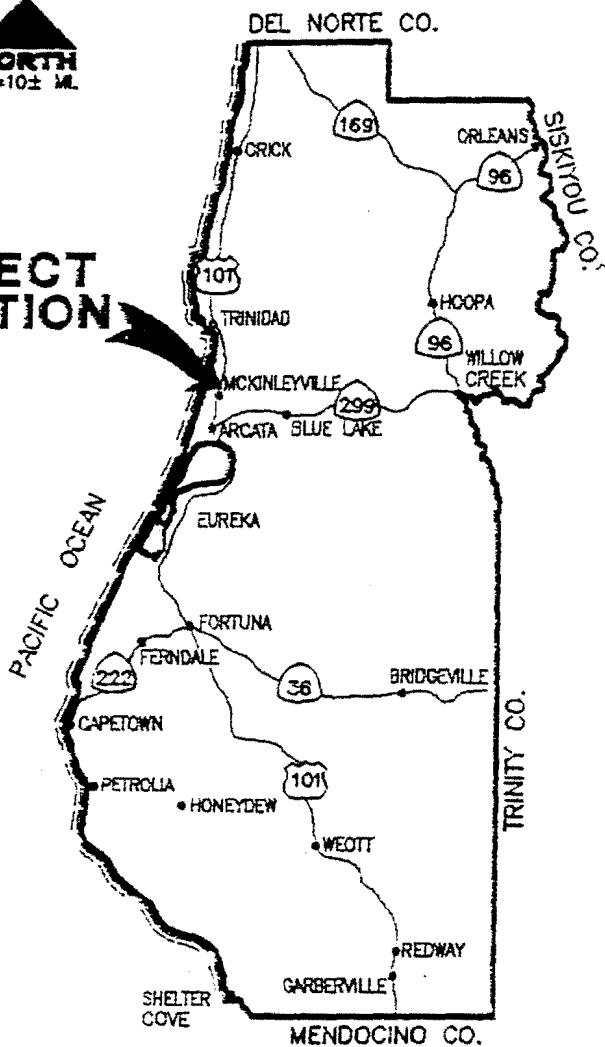 DEL NORTE CO.
ORTH
=10± MI.
169
ORLEANS
96
SISKIYOU CO.
ORICK
101
ECT
TION
TRINIDAD
HOOPA
96
WILLOW
CREEK
MCKINLEYVILLE
299
ARCATA
BLUE LAKE
EUREKA
PACIFIC OCEAN
FORTUNA
FERNDALE
222
36
BRIDGEVILLE
CAPETOWN
TRINITY CO.
PETROLIA
HONEYDEW
101
WEOTT
REDWAY
GARBERVILLE
SHELTER
COVE
MENDOCINO CO.